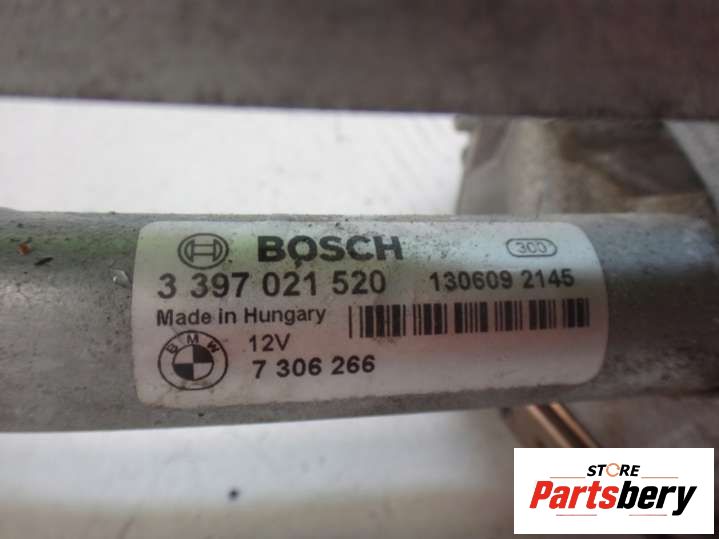 BOSCH
300
3 397 021 520
130609 2145
Made in Hungary
12V
BMW
7 306 266
STORE
Partsbery